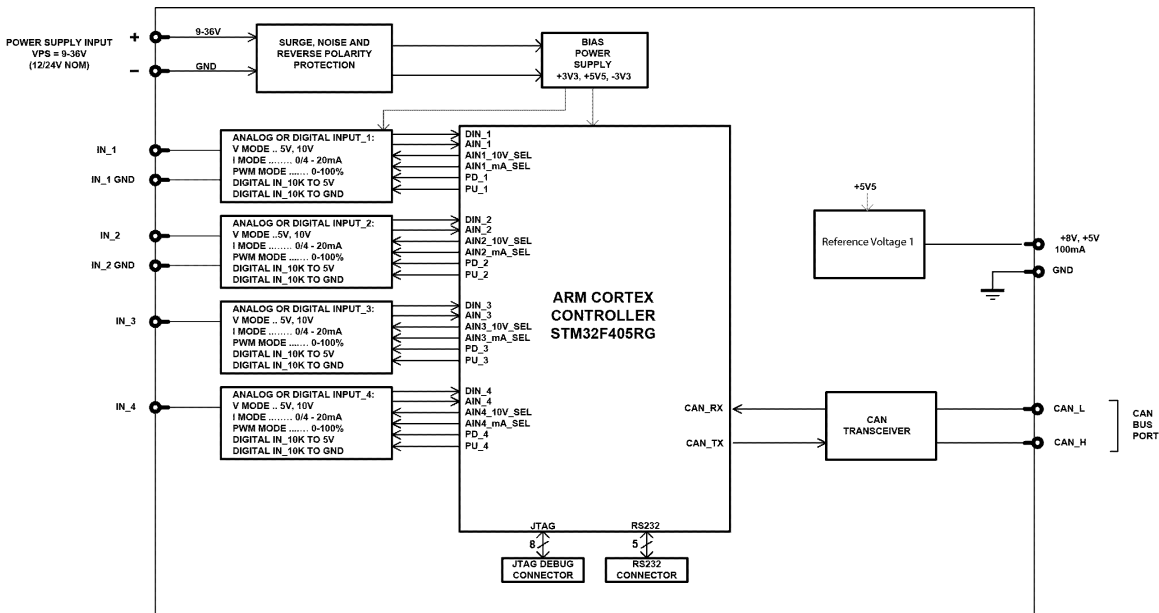 POWER SUPPLY INPUT
VPS = 9-36V
(12/24V NOM)
+
−
9-36V
GND
SURGE, NOISE AND
REVERSE POLARITY
PROTECTION
BIAS
POWER
SUPPLY
+3V3, +5V5, -3V3
IN_1
IN_1 GND
ANALOG OR DIGITAL INPUT_1:
V MODE .. 5V, 10V
I MODE ........ 0/4 - 20mA
PWM MODE ....... 0-100%
DIGITAL IN_10K TO 5V
DIGITAL IN_10K TO GND
DIN_1
AIN_1
AIN1_10V_SEL
AIN1_mA_SEL
PD_1
PU_1
IN_2
IN_2 GND
ANALOG OR DIGITAL INPUT_2:
V MODE ..5V, 10V
I MODE ........ 0/4 - 20mA
PWM MODE ....... 0-100%
DIGITAL IN_10K TO 5V
DIGITAL IN_10K TO GND
DIN_2
AIN_2
AIN2_10V_SEL
AIN2_mA_SEL
PD_2
PU_2
IN_3
ANALOG OR DIGITAL INPUT_3:
V MODE .. 5V, 10V
I MODE ........ 0/4 - 20mA
PWM MODE ....... 0-100%
DIGITAL IN_10K TO 5V
DIGITAL IN_10K TO GND
DIN_3
AIN_3
AIN3_10V_SEL
AIN3_mA_SEL
PD_3
PU_3
IN_4
ANALOG OR DIGITAL INPUT_4:
V MODE .. 5V, 10V
I MODE ........ 0/4 - 20mA
PWM MODE ....... 0-100%
DIGITAL IN_10K TO 5V
DIGITAL IN_10K TO GND
DIN_4
AIN_4
AIN4_10V_SEL
AIN4_mA_SEL
PD_4
PU_4
ARM CORTEX
CONTROLLER
STM32F405RG
+5V5
Reference Voltage 1
+8V, +5V
100mA
GND
CAN_RX
CAN_TX
CAN
TRANSCEIVER
CAN_L
CAN_H
CAN
BUS
PORT
JTAG
8
JTAG DEBUG
CONNECTOR
RS232
5
RS232
CONNECTOR